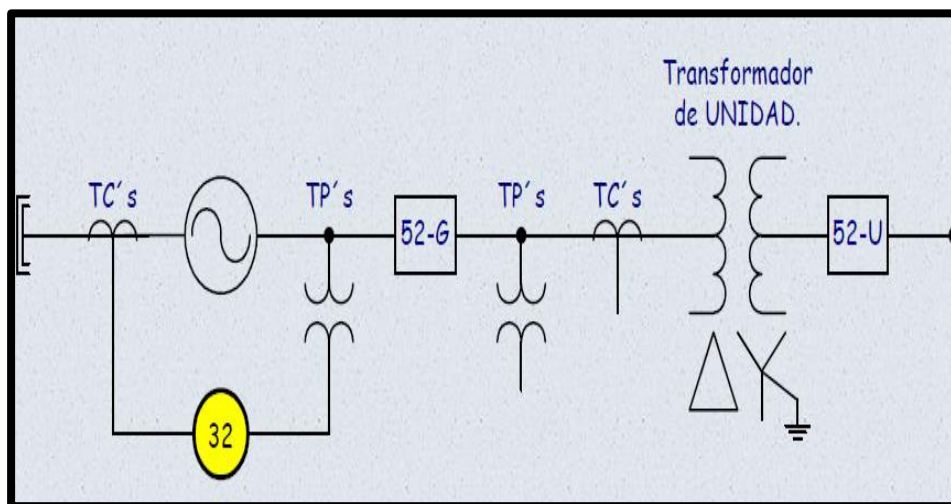 Transformador
de UNIDAD.
TC´s
TP´s
TP´s
TC´s
52-G
52-U
32